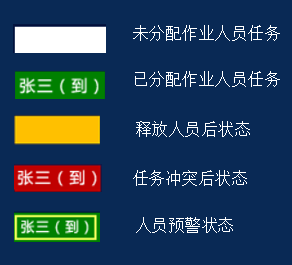 未分配作业人员任务
张三（到） 已分配作业人员任务
释放人员后状态
张三（到） 任务冲突后状态
张三（到） 人员预警状态